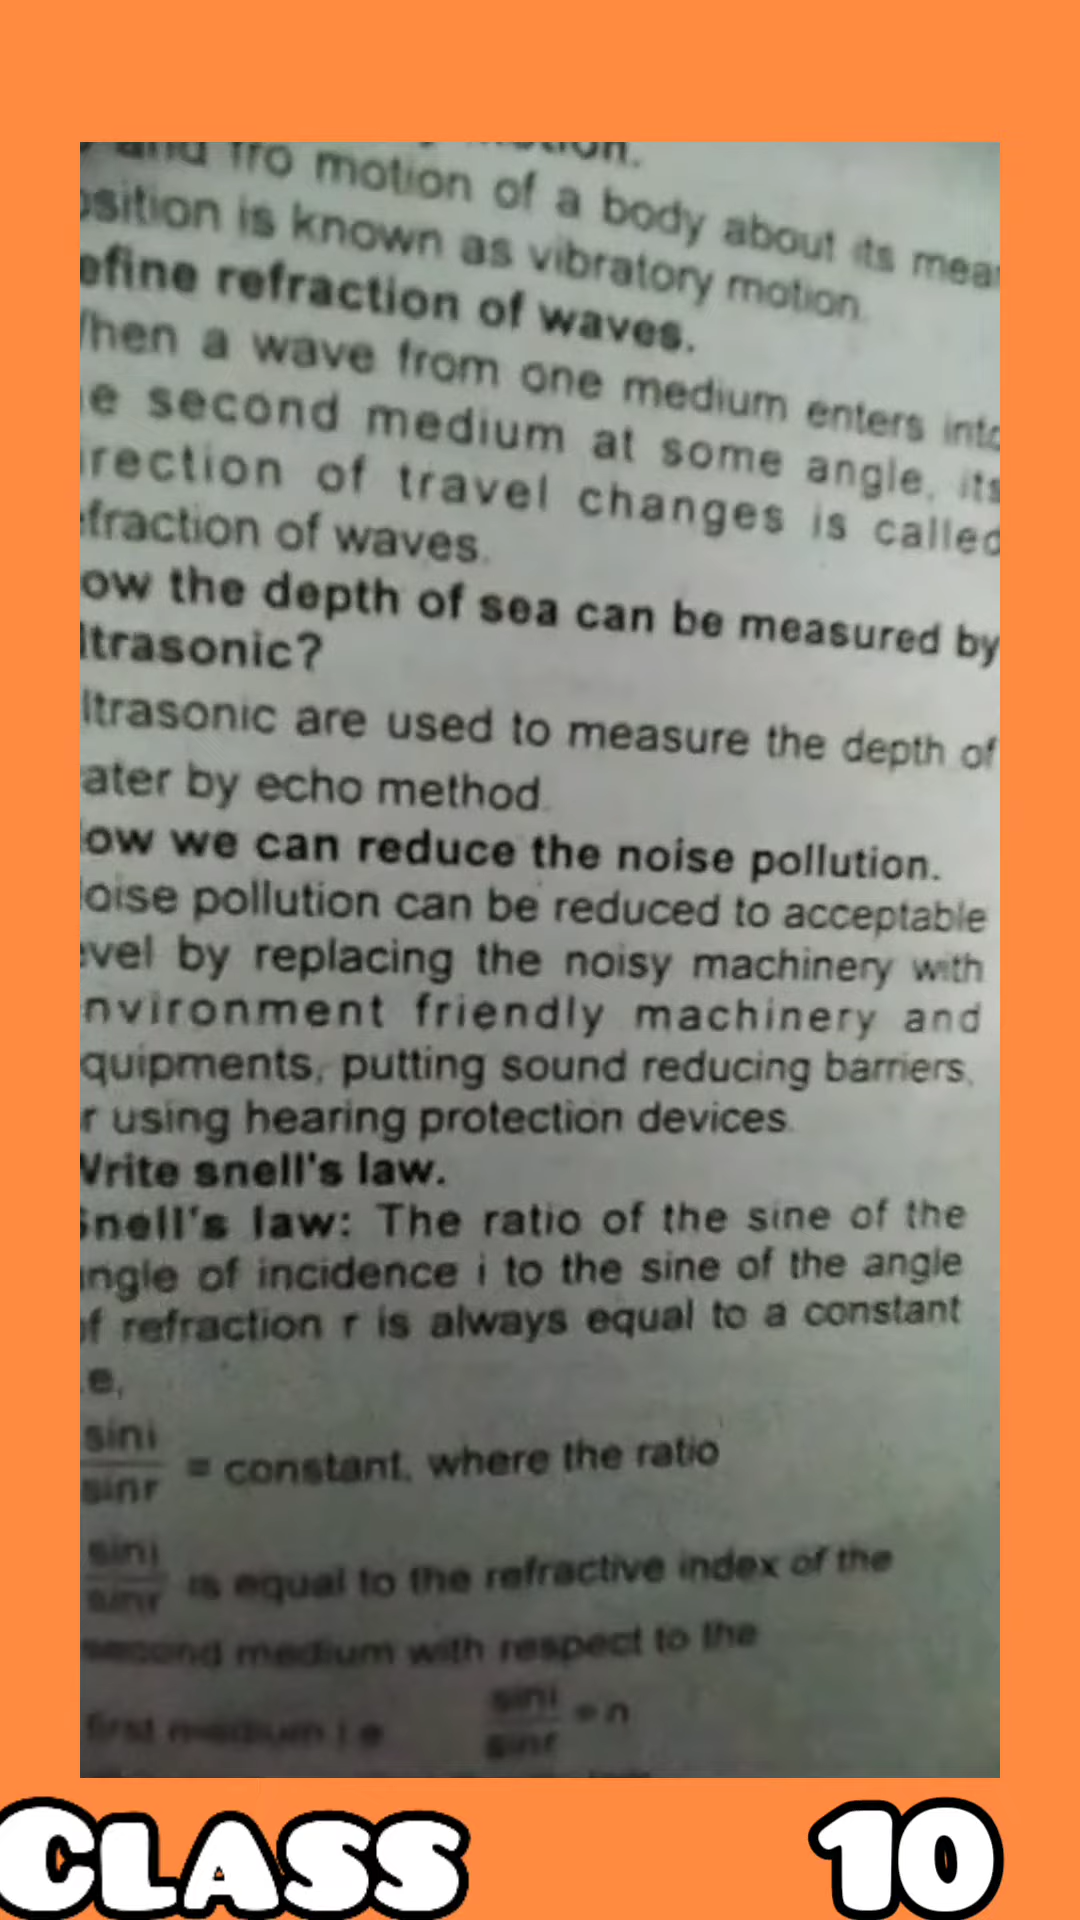 and fro motion of a body about its mea
sition is known as vibratory motion.
efine refraction of waves.
hen a wave from one medium enters into
e second medium at some angle, its
rection of travel changes is called
fraction of waves.
ow the depth of sea can be measured by
ltrasonic?
ltrasonic are used to measure the depth of
ater by echo method.
ow we can reduce the noise pollution.
oise pollution can be reduced to acceptable
vel by replacing the noisy machinery with
nvironment friendly machinery and
quipments, putting sound reducing barriers,
r using hearing protection devices.
Write snell's law.
Snell's law: The ratio of the sine of the
ngle of incidence i to the sine of the angle
of refraction r is always equal to a constant
.e,
sini
= constant, where the ratio
sinr
sini
is equal to the refractive index of the
sinr
second medium with respect to the
first medium i.e
sini
= n
sinr
CLASS 10